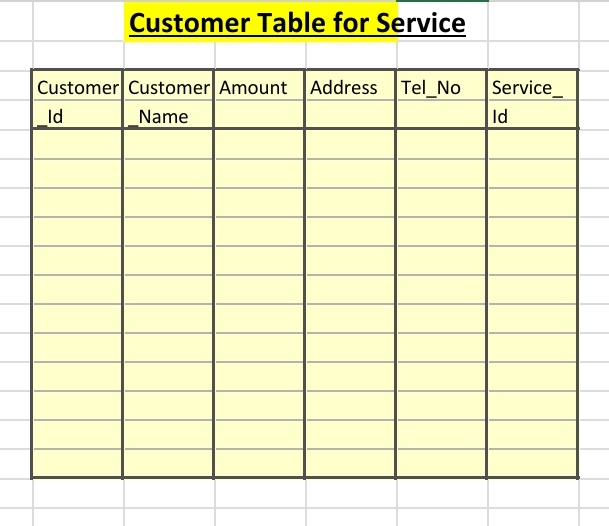 Customer Table for Service
Customer Customer Amount Address Tel_No Service_
_Id _Name Id